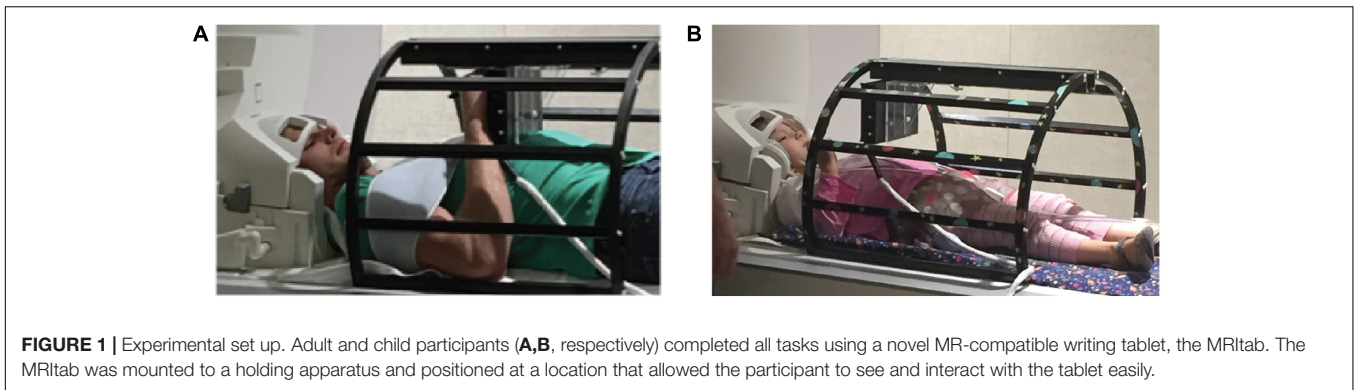 A B
FIGURE 1 | Experimental set up. Adult and child participants (A,B, respectively) completed all tasks using a novel MR-compatible writing tablet, the MRItab. The
MRItab was mounted to a holding apparatus and positioned at a location that allowed the participant to see and interact with the tablet easily.